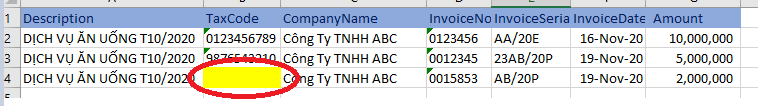 Description TaxCode CompanyName InvoiceNo InvoiceSeria InvoiceDate Amount
1
2 DỊCH VỤ ĂN UỐNG T10/2020 0123456789 Công Ty TNHH ABC 0123456 AA/20E 16-Nov-20 10,000,000
3 DỊCH VỤ ĂN UỐNG T10/2020 9876543210 Công Ty TNHH ABC 0012345 23AB/20P 19-Nov-20 5,000,000
4 DỊCH VỤ ĂN UỐNG T10/2020 Công Ty TNHH ABC 0015853 AB/20P 19-Nov-20 2,000,000